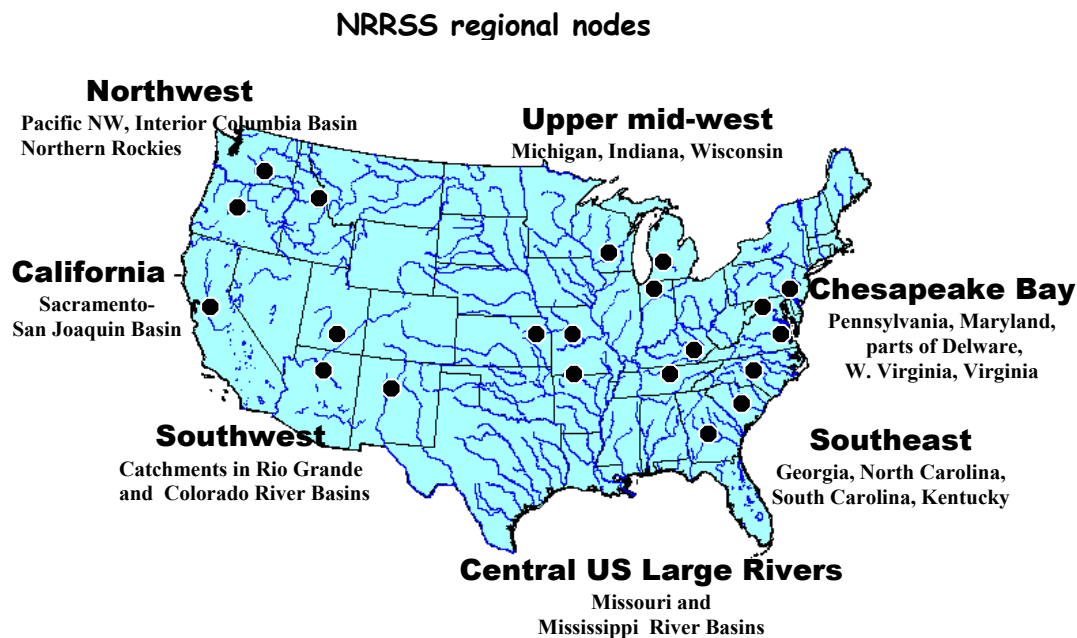 NRRSS regional nodes
Northwest
Pacific NW, Interior Columbia Basin
Northern Rockies
Upper mid-west
Michigan, Indiana, Wisconsin
California
Sacramento-
San Joaquin Basin
Chesapeake Bay
Pennsylvania, Maryland,
parts of Delware,
W. Virginia, Virginia
Southwest
Catchments in Rio Grande
and Colorado River Basins
Southeast
Georgia, North Carolina,
South Carolina, Kentucky
Central US Large Rivers
Missouri and
Mississippi River Basins